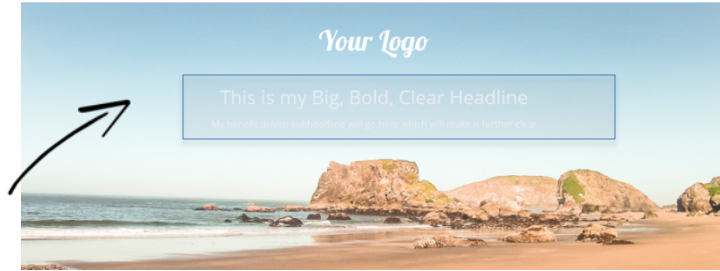 Your Logo
This is my Big, Bold, Clear Headline
My benefit driven subheadline will go here which will make it further clear